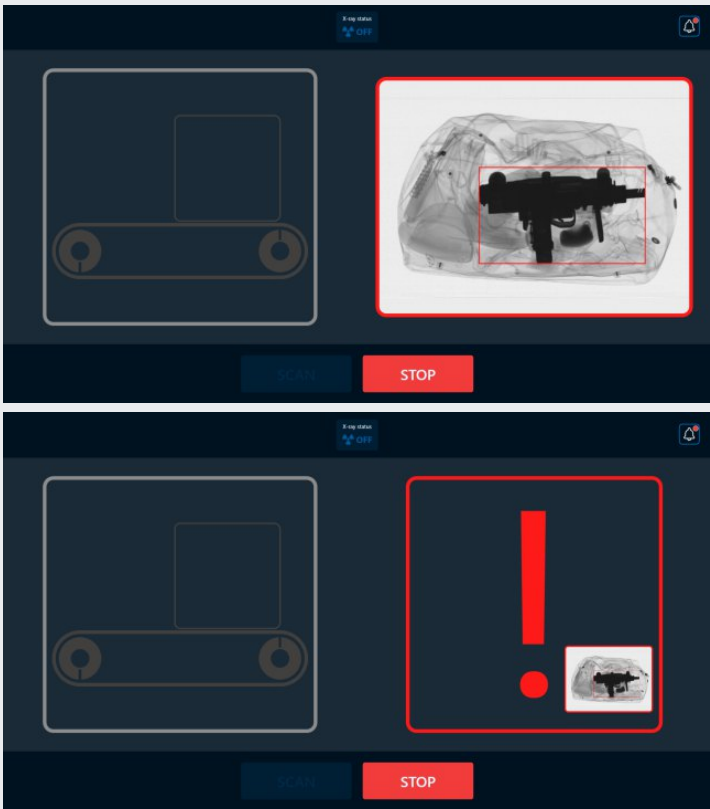 X-ray status
OFF
SCAN
STOP
X-ray status
OFF
SCAN
STOP